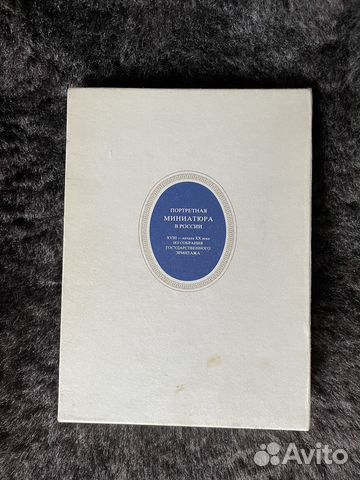 ПОРТРЕТНАЯ
МИНИАТЮРА
В РОССИИ
XVIII — начала XX века
ИЗ СОБРАНИЯ
ГОСУДАРСТВЕННОГО
ЭРМИТАЖА
Avito